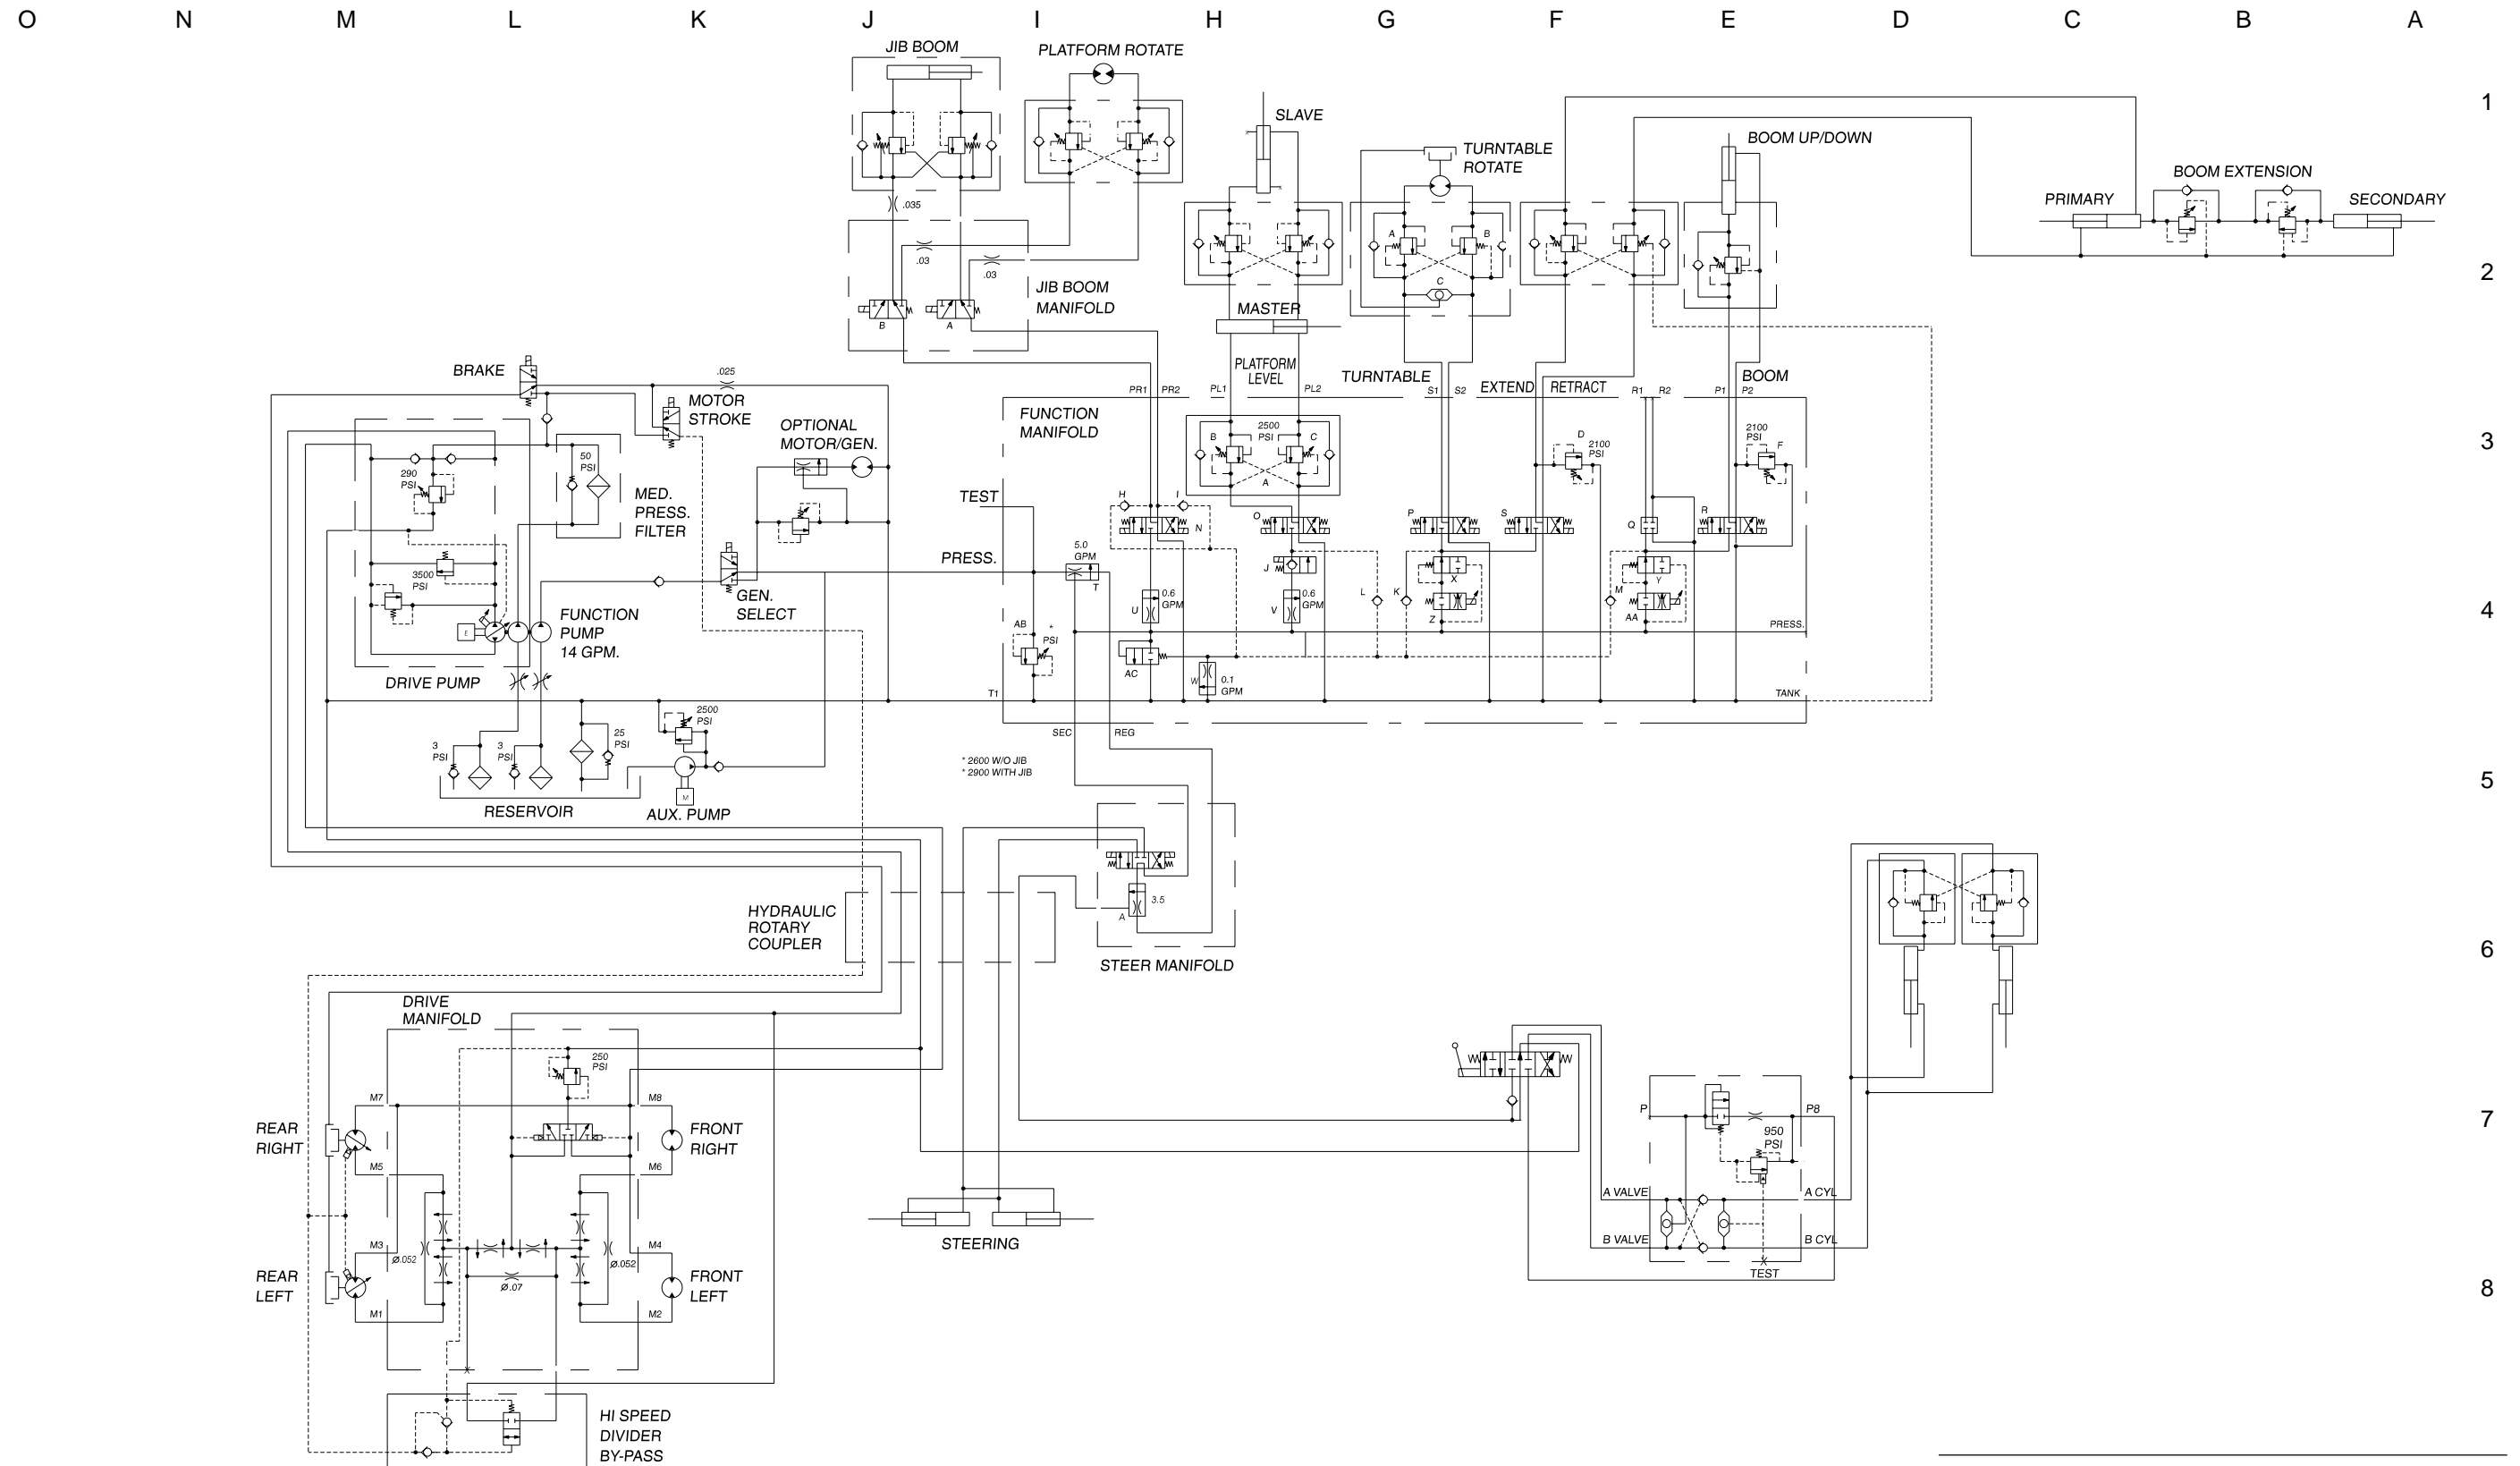 O N M L K J I H G F E D C B A
JIB BOOM
PLATFORM ROTATE
1
SLAVE
BOOM UP/DOWN
TURNTABLE
ROTATE
BOOM EXTENSION
PRIMARY
SECONDARY
.035
A
B
.03
.03
C
2
JIB BOOM
MANIFOLD
MASTER
B
A
BRAKE
.025
PLATFORM
LEVEL
TURNTABLE
EXTEND
RETRACT
BOOM
PR1
PR2
PL1
PL2
S1
S2
R1
R2
P1
P2
MOTOR
STROKE
FUNCTION
MANIFOLD
OPTIONAL
MOTOR/GEN.
3
B
2500
PSI
C
A
D
2100
PSI
2100
PSI
F
290
PSI
50
PSI
MED.
PRESS.
FILTER
TEST
H
I
N
O
P
S
Q
R
PRESS.
5.0
GPM
T
3500
PSI
J
X
Y
GEN.
SELECT
U
0.6
GPM
V
0.6
GPM
L
K
M
Z
AA
4
E
FUNCTION
PUMP
14 GPM.
AB
*
PSI
PRESS.
AC
W
0.1
GPM
DRIVE PUMP
T1
TANK
2500
PSI
SEC
REG
3
PSI
3
PSI
25
PSI
* 2600 W/O JIB
* 2900 WITH JIB
5
M
RESERVOIR
AUX. PUMP
HYDRAULIC
ROTARY
COUPLER
3.5
A
STEER MANIFOLD
6
DRIVE
MANIFOLD
250
PSI
M7
M8
P
P8
7
REAR
RIGHT
FRONT
RIGHT
950
PSI
M5
M6
A VALVE
A CYL
M3
Ø.052
M4
Ø.052
STEERING
B VALVE
B CYL
TEST
REAR
LEFT
Ø.07
FRONT
LEFT
8
M1
M2
HI SPEED
DIVIDER
BY-PASS